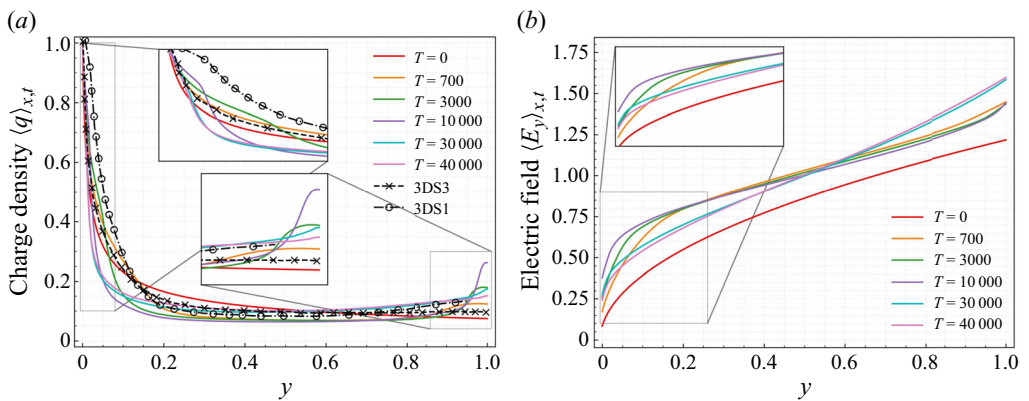 (a)
Charge density ⟨q⟩x,t
1.0
0.8
0.6
0.4
0.2
0
0
0.2
0.4
0.6
0.8
1.0
y
T = 0
T = 700
T = 3000
T = 10 000
T = 30 000
T = 40 000
3DS3
3DS1
(b)
Electric field ⟨Ey⟩x,t
1.75
1.50
1.25
1.00
0.75
0.50
0.25
0
0
0.2
0.4
0.6
0.8
1.0
y
T = 0
T = 700
T = 3000
T = 10 000
T = 30 000
T = 40 000